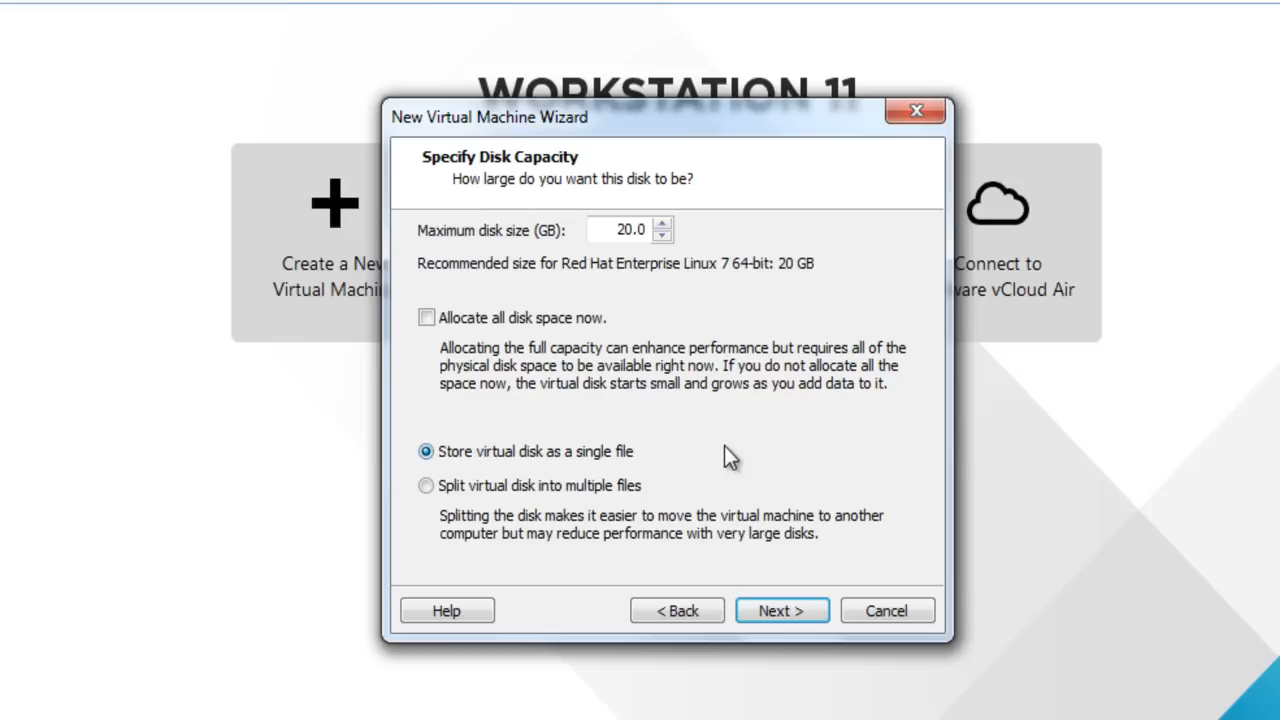 WORKSTATION 11
New Virtual Machine Wizard
Specify Disk Capacity
How large do you want this disk to be?
Maximum disk size (GB): 20.0
Recommended size for Red Hat Enterprise Linux 7 64-bit: 20 GB
Create a New
Virtual Machi
Connect to
ware vCloud Air
Allocate all disk space now.
Allocating the full capacity can enhance performance but requires all of the
physical disk space to be available right now. If you do not allocate all the
space now, the virtual disk starts small and grows as you add data to it.
Store virtual disk as a single file
Split virtual disk into multiple files
Splitting the disk makes it easier to move the virtual machine to another
computer but may reduce performance with very large disks.
Help < Back Next > Cancel